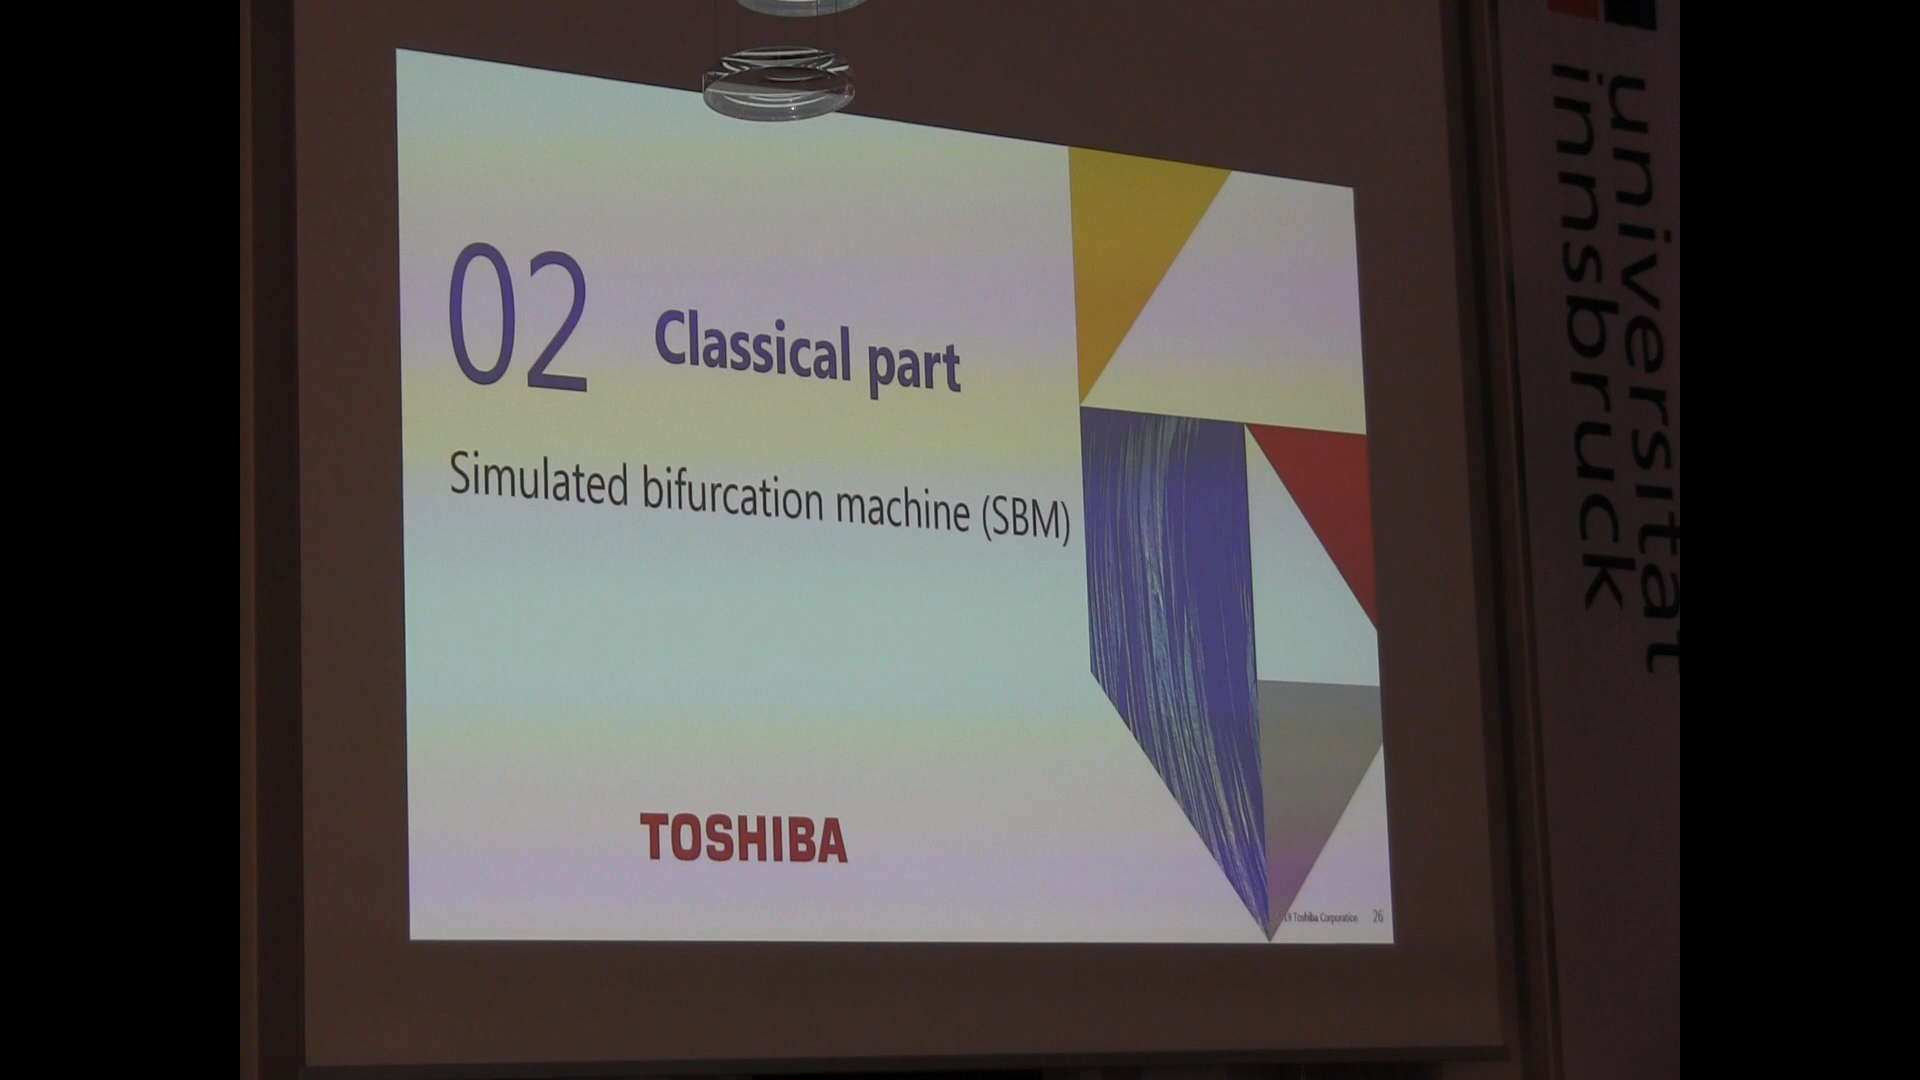 02
Classical part
Simulated bifurcation machine (SBM)
TOSHIBA
Toshiba Corporation
26
universität
innsbruck